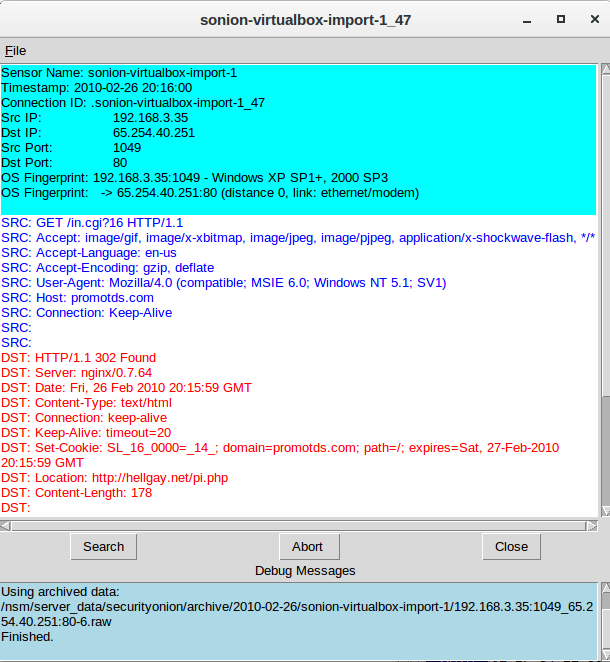 sonion-virtualbox-import-1_47
File
Sensor Name: sonion-virtualbox-import-1
Timestamp: 2010-02-26 20:16:00
Connection ID: .sonion-virtualbox-import-1_47
Src IP: 192.168.3.35
Dst IP: 65.254.40.251
Src Port: 1049
Dst Port: 80
OS Fingerprint: 192.168.3.35:1049 - Windows XP SP1+, 2000 SP3
OS Fingerprint: -> 65.254.40.251:80 (distance 0, link: ethernet/modem)
SRC: GET /in.cgi?16 HTTP/1.1
SRC: Accept: image/gif, image/x-xbitmap, image/jpeg, image/pjpeg, application/x-shockwave-flash, */*
SRC: Accept-Language: en-us
SRC: Accept-Encoding: gzip, deflate
SRC: User-Agent: Mozilla/4.0 (compatible; MSIE 6.0; Windows NT 5.1; SV1)
SRC: Host: promotds.com
SRC: Connection: Keep-Alive
SRC:
SRC:
DST: HTTP/1.1 302 Found
DST: Server: nginx/0.7.64
DST: Date: Fri, 26 Feb 2010 20:15:59 GMT
DST: Content-Type: text/html
DST: Connection: keep-alive
DST: Keep-Alive: timeout=20
DST: Set-Cookie: SL_16_0000=_14_; domain=promotds.com; path=/; expires=Sat, 27-Feb-2010
20:15:59 GMT
DST: Location: http://hellgay.net/pi.php
DST: Content-Length: 178
DST:
Search
Abort
Close
Debug Messages
Using archived data:
/nsm/server_data/securityonion/archive/2010-02-26/sonion-virtualbox-import-1/192.168.3.35:1049_65.2
54.40.251:80-6.raw
Finished.